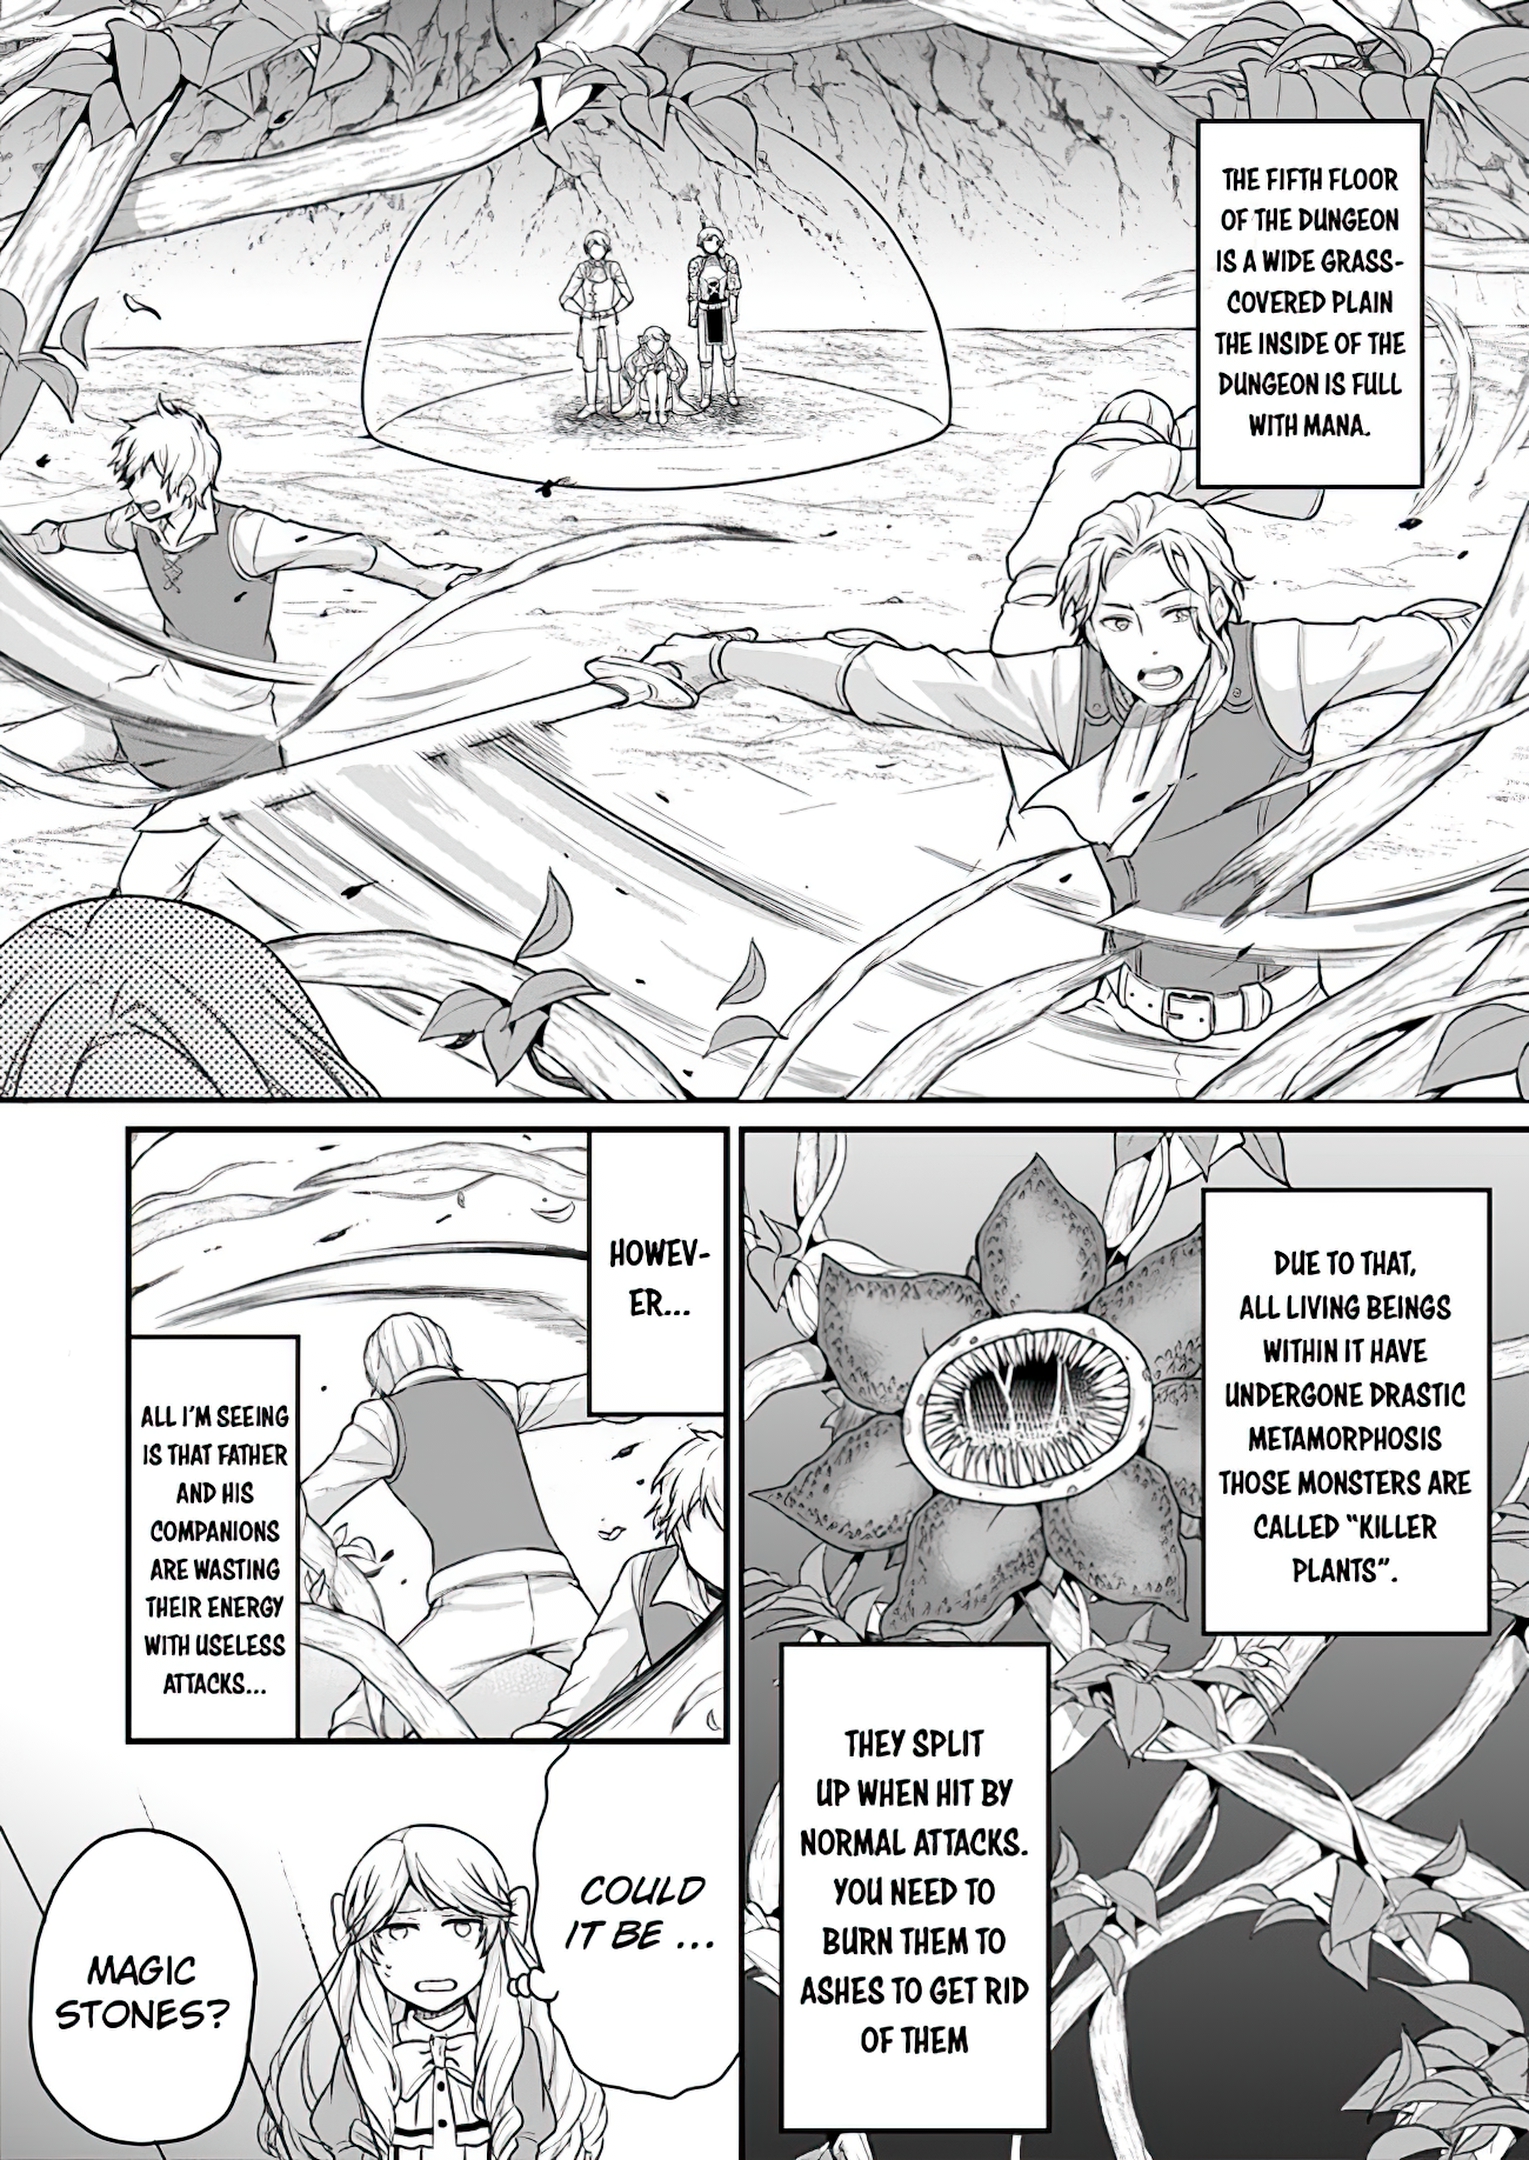 THE FIFTH FLOOR
OF THE DUNGEON
IS A WIDE GRASS-
COVERED PLAIN
THE INSIDE OF THE
DUNGEON IS FULL
WITH MANA.
DUE TO THAT,
ALL LIVING BEINGS
WITHIN IT HAVE
UNDERGONE DRASTIC
METAMORPHOSIS
THOSE MONSTERS ARE
CALLED “KILLER
PLANTS”.
THEY SPLIT
UP WHEN HIT BY
NORMAL ATTACKS.
YOU NEED TO
BURN THEM TO
ASHES TO GET RID
OF THEM
HOWEV-
ER...
ALL I'M SEEING
IS THAT FATHER
AND HIS
COMPANIONS
ARE WASTING
THEIR ENERGY
WITH USELESS
ATTACKS...
COULD
IT BE ...
MAGIC
STONES?